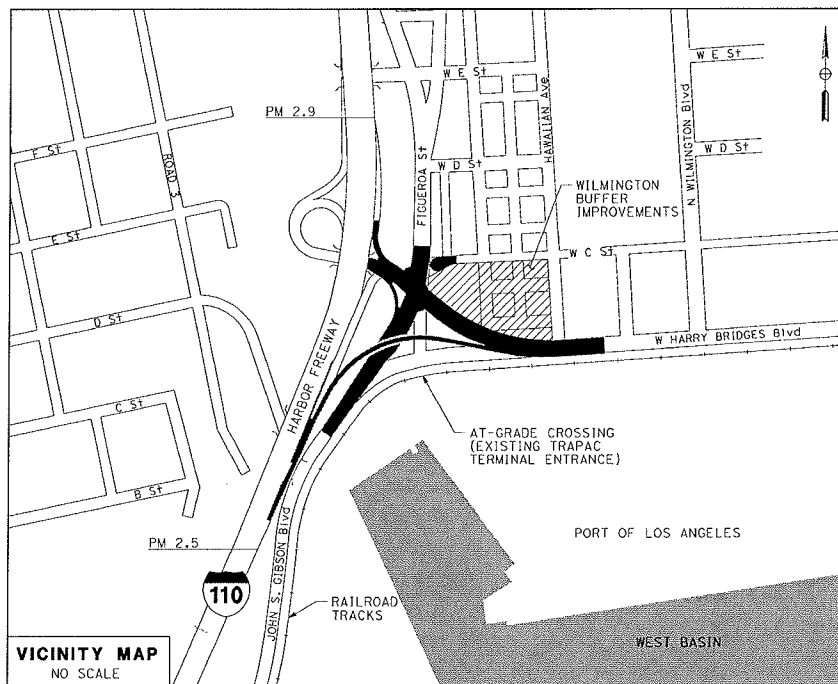 W E St
W E St
PM 2.9
HAWAIIAN Ave
N WILMINGTON Blvd
FIGUEROA St
F St
ROAD 3
W D St
W D St
WILMINGTON
BUFFER
IMPROVEMENTS
E St
W C St
D St
HARBOR FREEWAY
W HARRY BRIDGES Blvd
C St
AT-GRADE CROSSING
(EXISTING TRAPAC
TERMINAL ENTRANCE)
B St
PORT OF LOS ANGELES
PM 2.5
JOHN S. GIBSON Blvd
110
RAILROAD
TRACKS
WEST BASIN
VICINITY MAP
NO SCALE